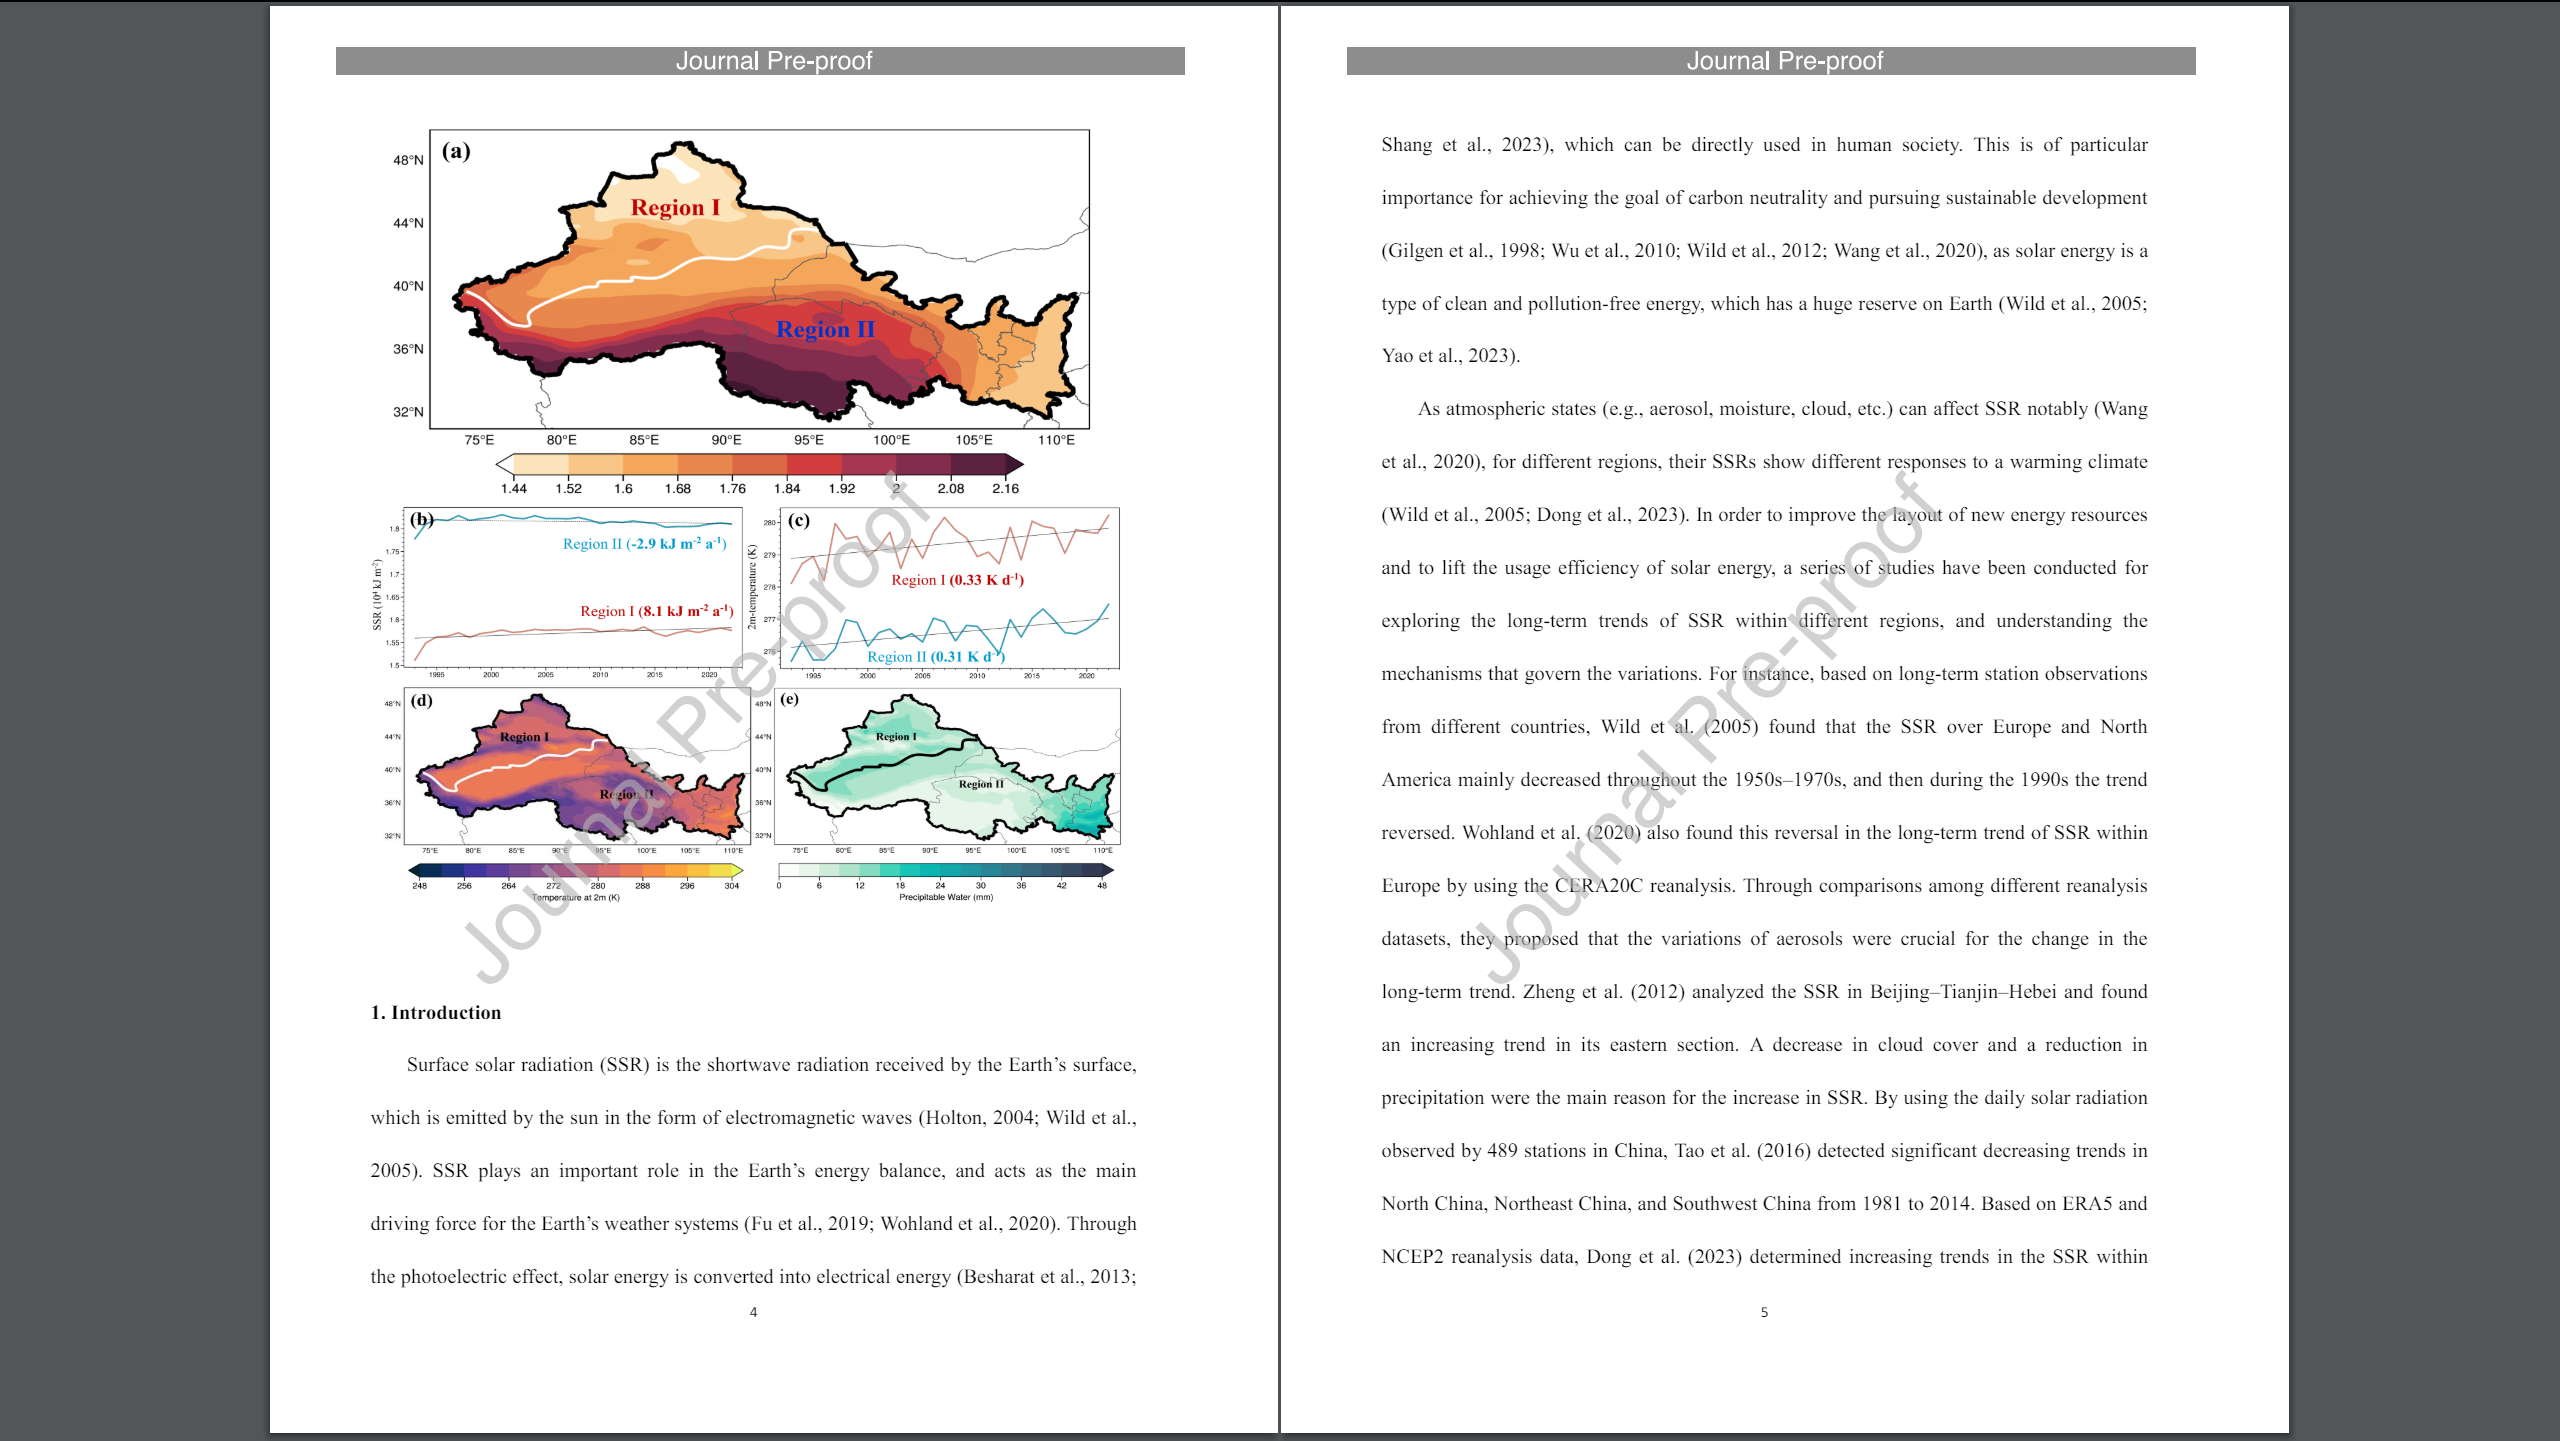 Journal Pre-proof
(a)
48°N
44°N
40°N
36°N
32°N
Region I
Region II
75°E 80°E 85°E 90°E 95°E 100°E 105°E 110°E
1.44 1.52 1.6 1.68 1.76 1.84 1.92 2 2.08 2.16
(b)
SSR (10⁴ kJ m⁻²)
1.8
1.75
1.7
1.65
1.6
1.55
1.5
Region II (-2.9 kJ m⁻² a⁻¹)
Region I (8.1 kJ m⁻² a⁻¹)
1995 2000 2005 2010 2015 2020
(c)
2m-temperature (K)
280
279
278
277
276
Region I (0.33 K d⁻¹)
Region II (0.31 K d⁻¹)
1995 2000 2005 2010 2015 2020
(d)
48°N
44°N
40°N
36°N
32°N
Region I
Region II
75°E 80°E 85°E 90°E 95°E 100°E 105°E 110°E
248 256 264 272 280 288 296 304
Temperature at 2m (K)
(e)
48°N
44°N
40°N
36°N
32°N
Region I
Region II
75°E 80°E 85°E 90°E 95°E 100°E 105°E 110°E
0 6 12 18 24 30 36 42 48
Precipitable Water (mm)
Journal Pre-proof
1. Introduction
Surface solar radiation (SSR) is the shortwave radiation received by the Earth’s surface,
which is emitted by the sun in the form of electromagnetic waves (Holton, 2004; Wild et al.,
2005). SSR plays an important role in the Earth’s energy balance, and acts as the main
driving force for the Earth’s weather systems (Fu et al., 2019; Wohland et al., 2020). Through
the photoelectric effect, solar energy is converted into electrical energy (Besharat et al., 2013;
4
Journal Pre-proof
Shang et al., 2023), which can be directly used in human society. This is of particular
importance for achieving the goal of carbon neutrality and pursuing sustainable development
(Gilgen et al., 1998; Wu et al., 2010; Wild et al., 2012; Wang et al., 2020), as solar energy is a
type of clean and pollution-free energy, which has a huge reserve on Earth (Wild et al., 2005;
Yao et al., 2023).
As atmospheric states (e.g., aerosol, moisture, cloud, etc.) can affect SSR notably (Wang
et al., 2020), for different regions, their SSRs show different responses to a warming climate
(Wild et al., 2005; Dong et al., 2023). In order to improve the layout of new energy resources
and to lift the usage efficiency of solar energy, a series of studies have been conducted for
exploring the long-term trends of SSR within different regions, and understanding the
mechanisms that govern the variations. For instance, based on long-term station observations
from different countries, Wild et al. (2005) found that the SSR over Europe and North
America mainly decreased throughout the 1950s–1970s, and then during the 1990s the trend
reversed. Wohland et al. (2020) also found this reversal in the long-term trend of SSR within
Europe by using the CERA20C reanalysis. Through comparisons among different reanalysis
datasets, they proposed that the variations of aerosols were crucial for the change in the
long-term trend. Zheng et al. (2012) analyzed the SSR in Beijing–Tianjin–Hebei and found
an increasing trend in its eastern section. A decrease in cloud cover and a reduction in
precipitation were the main reason for the increase in SSR. By using the daily solar radiation
observed by 489 stations in China, Tao et al. (2016) detected significant decreasing trends in
North China, Northeast China, and Southwest China from 1981 to 2014. Based on ERA5 and
NCEP2 reanalysis data, Dong et al. (2023) determined increasing trends in the SSR within
Journal Pre-proof
5